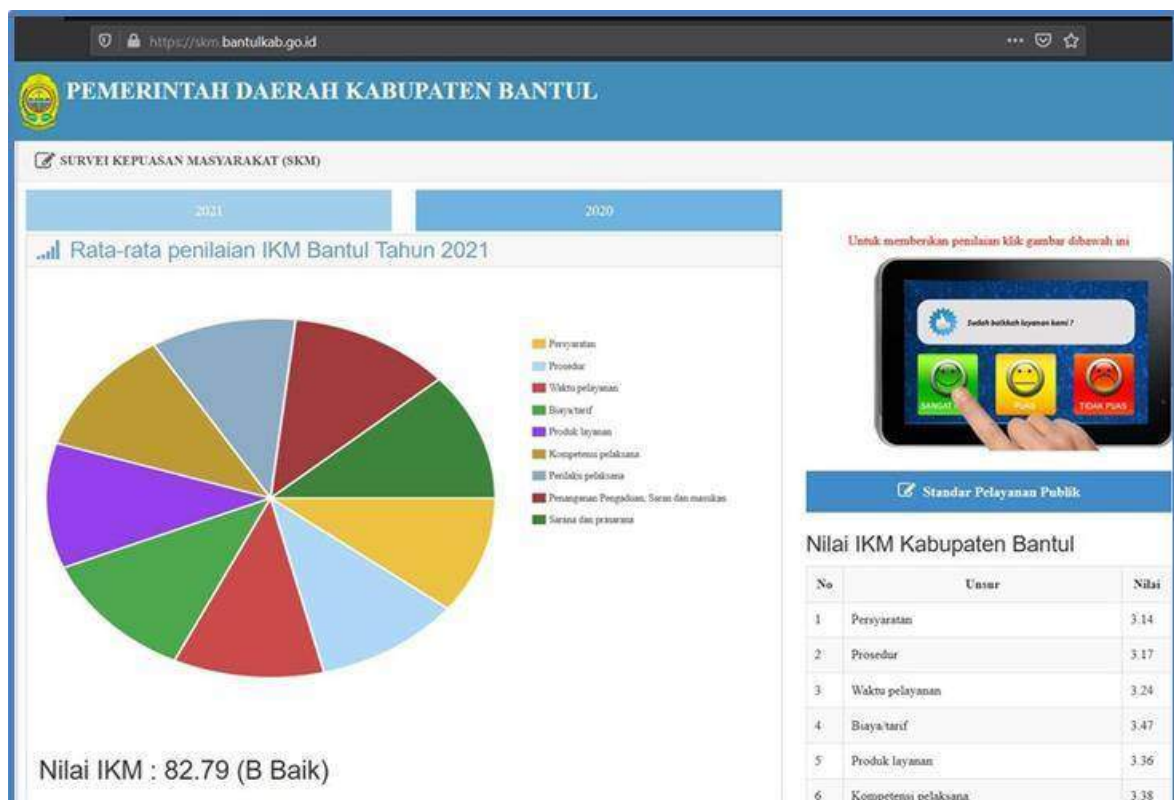 https://skm.bantulkab.go.id
PEMERINTAH DAERAH KABUPATEN BANTUL
SURVEI KEPUASAN MASYARAKAT (SKM)
2021
2020
Rata-rata penilaian IKM Bantul Tahun 2021
Persyaratan
Prosedur
Waktu pelayanan
Biaya/tarif
Produk layanan
Kompetensi pelaksana
Perilaku pelaksana
Penanganan Pengaduan, Saran dan masukan
Sarana dan prasarana
Nilai IKM : 82.79 (B Baik)
Untuk memberikan penilaian klik gambar dibawah ini
Sudah baikkah layanan kami ?
SANGAT
PUAS
TIDAK PUAS
Standar Pelayanan Publik
Nilai IKM Kabupaten Bantul
No Unsur Nilai
1 Persyaratan 3.14
2 Prosedur 3.17
3 Waktu pelayanan 3.24
4 Biaya/tarif 3.47
5 Produk layanan 3.36
6 Kompetensi pelaksana 3.38